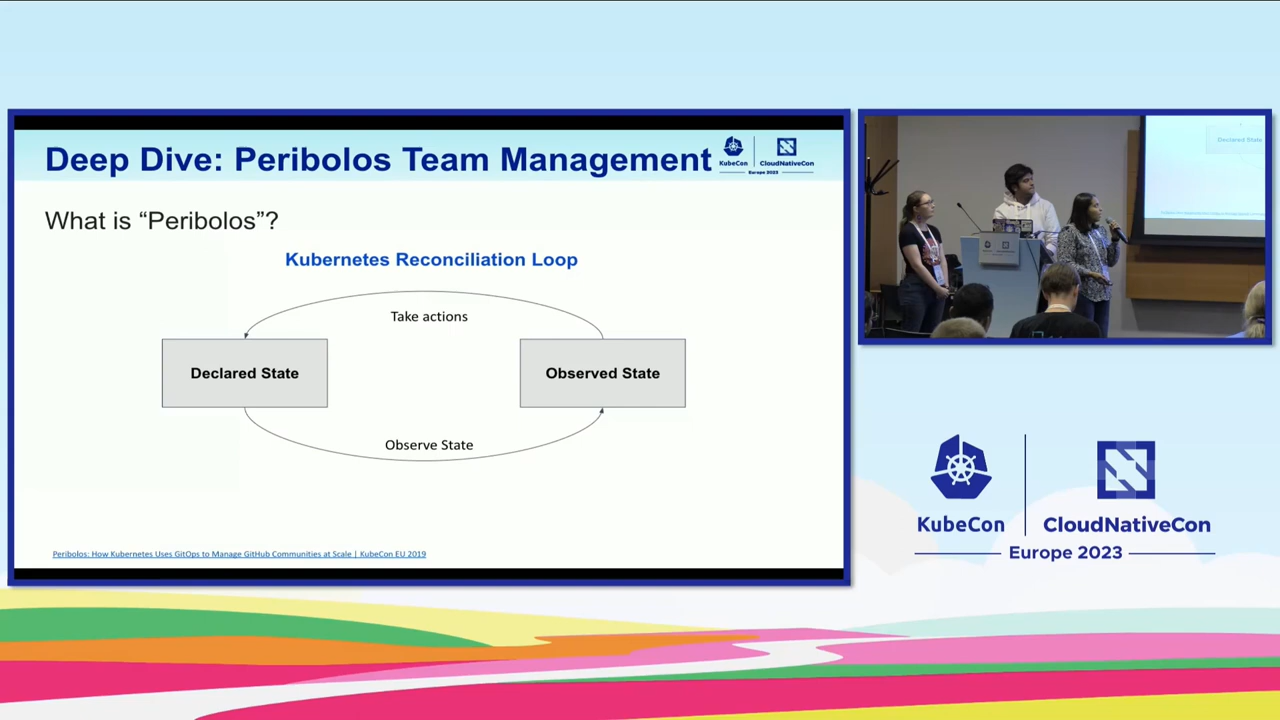 Deep Dive: Peribolos Team Management
KubeCon
CloudNativeCon
Europe 2023
What is “Peribolos”?
Kubernetes Reconciliation Loop
Take actions
Declared State
Observed State
Observe State
Peribolos: How Kubernetes Uses GitOps to Manage GitHub Communities at Scale | KubeCon EU 2019
Declared State
KubeCon
CloudNativeCon
Europe 2023